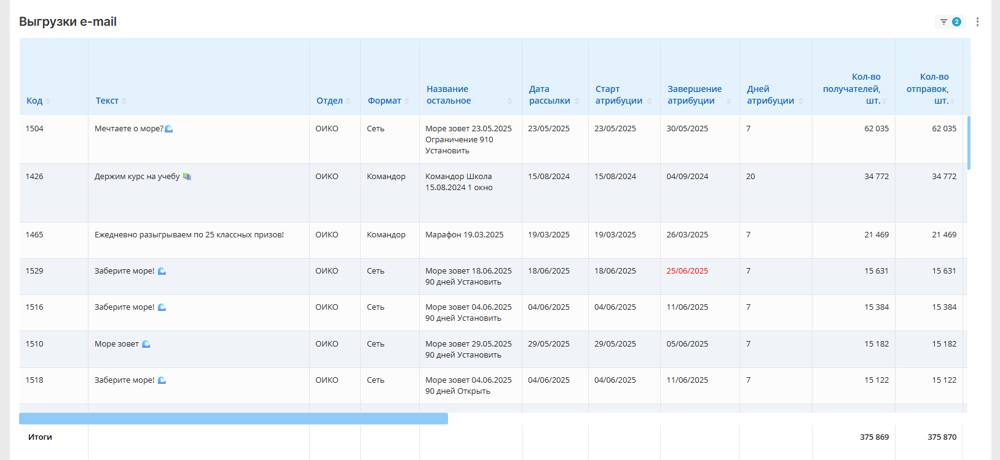 Выгрузки e-mail
2
Код Текст Отдел Формат Название остальное Дата рассылки Старт атрибуции Завершение атрибуции Дней атрибуции Кол-во получателей, шт. Кол-во отправок, шт.
1504 Мечтаете о море?🌊 ОИКО Сеть Море зовет 23.05.2025 23/05/2025 23/05/2025 30/05/2025 7 62 035 62 035
Ограничение 910
Установить
1426 Держим курс на учебу 📚 ОИКО Командор Командор Школа 15/08/2024 15/08/2024 04/09/2024 20 34 772 34 772
15.08.2024 1 окно
1465 Ежедневно разыгрываем по 25 классных призов! ОИКО Командор Марафон 19.03.2025 19/03/2025 19/03/2025 26/03/2025 7 21 469 21 469
1529 Заберите море! 🌊 ОИКО Сеть Море зовет 18.06.2025 18/06/2025 18/06/2025 25/06/2025 7 15 631 15 631
90 дней Установить
1516 Заберите море! 🌊 ОИКО Сеть Море зовет 04.06.2025 04/06/2025 04/06/2025 11/06/2025 7 15 384 15 384
90 дней Установить
1510 Море зовет 🌊 ОИКО Сеть Море зовет 29.05.2025 29/05/2025 29/05/2025 05/06/2025 7 15 182 15 182
90 дней Установить
1518 Заберите море! 🌊 ОИКО Сеть Море зовет 04.06.2025 04/06/2025 04/06/2025 11/06/2025 7 15 122 15 122
90 дней Открыть
Итоги 375 869 375 870